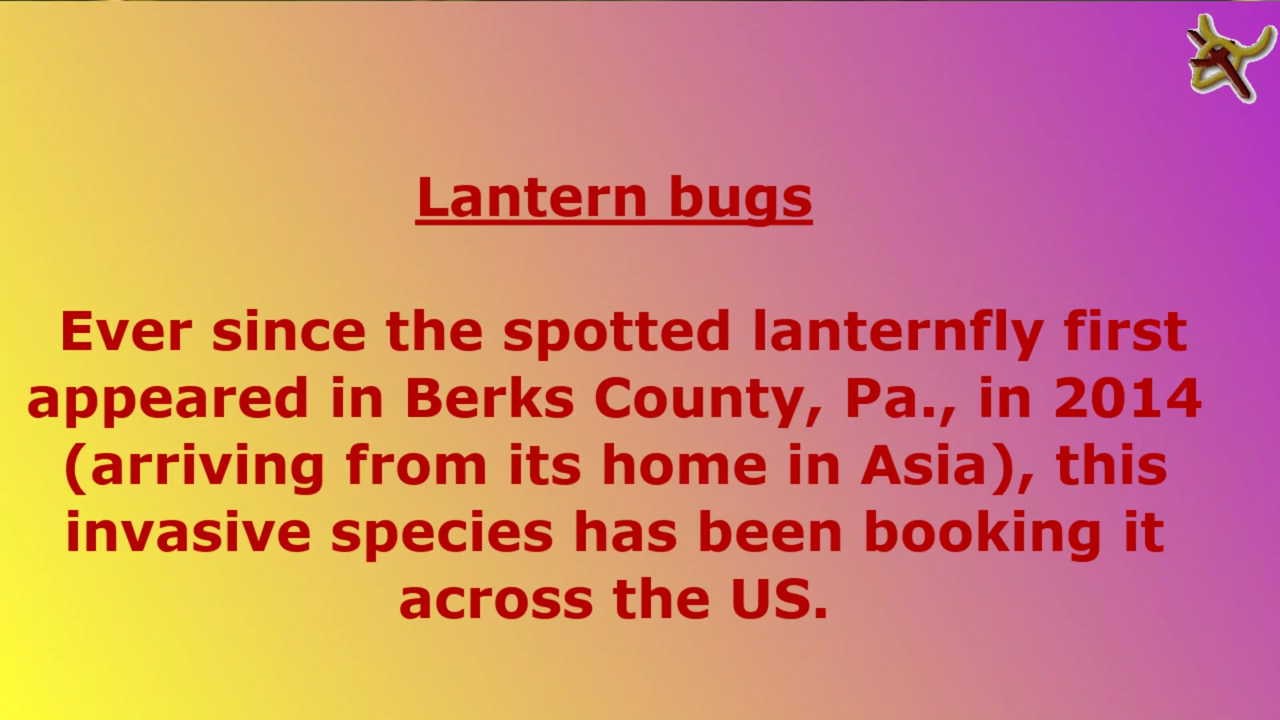 Lantern bugs
Ever since the spotted lanternfly first
appeared in Berks County, Pa., in 2014
(arriving from its home in Asia), this
invasive species has been booking it
across the US.